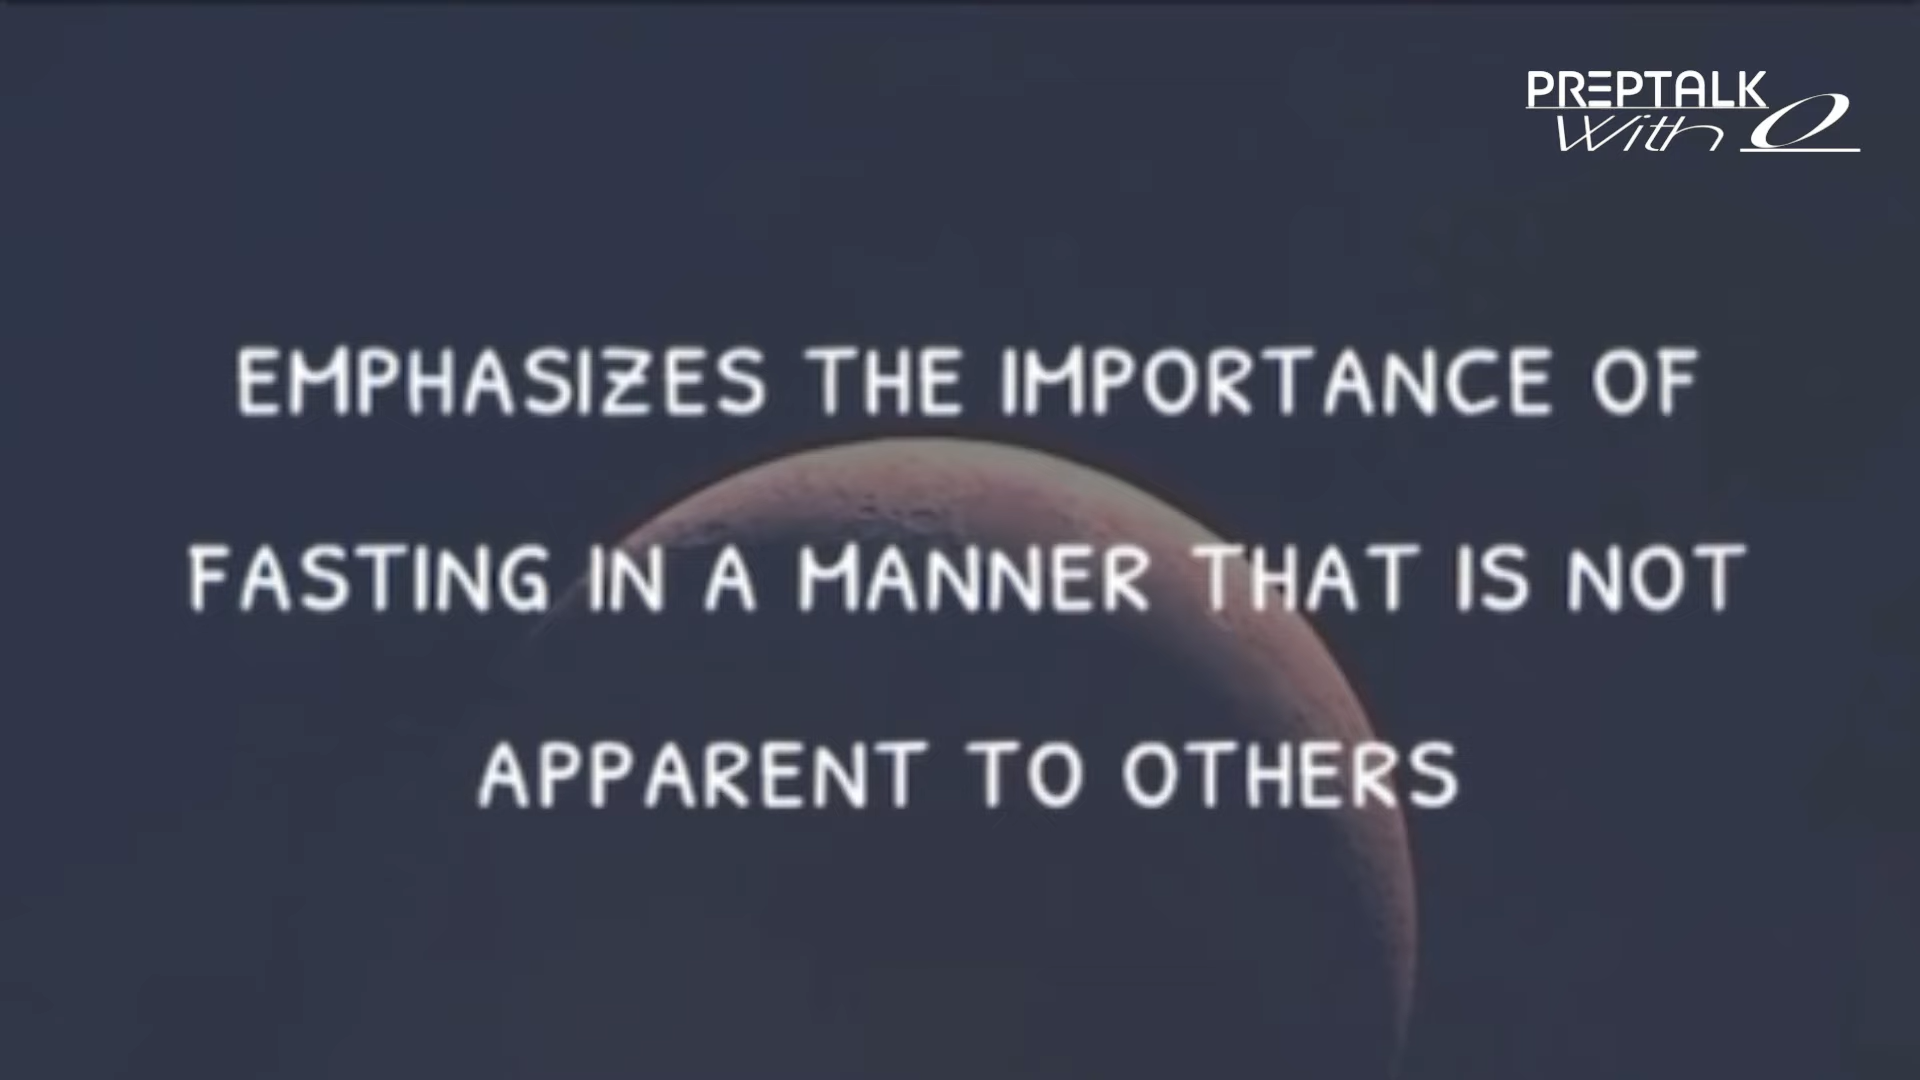 PREPTALK
With Q
EMPHASIZES THE IMPORTANCE OF
FASTING IN A MANNER THAT IS NOT
APPARENT TO OTHERS